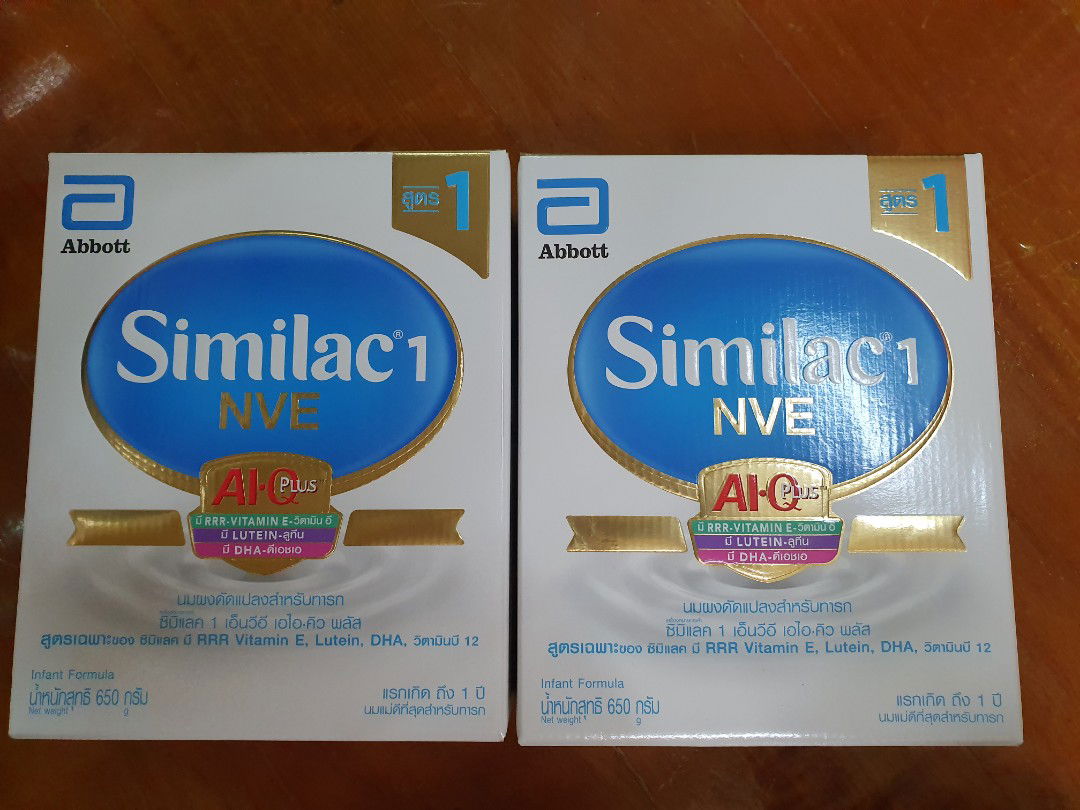 Abbott
สูตร 1
Similac® 1
NVE
AI·Q PLUS
มี RRR-VITAMIN E-วิตามิน อี
มี LUTEIN-ลูทีน
มี DHA-ดีเอชเอ
นมผงดัดแปลงสำหรับทารก
ซิมิแลค 1 เอ็นวีอี เอไอ.คิว พลัส
สูตรเฉพาะของ ซิมิแลค มี RRR Vitamin E, Lutein, DHA, วิตามินบี 12
Infant Formula
น้ำหนักสุทธิ 650 กรัม
Net weight g
แรกเกิด ถึง 1 ปี
นมแม่ดีที่สุดสำหรับทารก
Abbott
สูตร 1
Similac® 1
NVE
AI·Q PLUS
มี RRR-VITAMIN E-วิตามิน อี
มี LUTEIN-ลูทีน
มี DHA-ดีเอชเอ
นมผงดัดแปลงสำหรับทารก
ซิมิแลค 1 เอ็นวีอี เอไอ.คิว พลัส
สูตรเฉพาะของ ซิมิแลค มี RRR Vitamin E, Lutein, DHA, วิตามินบี 12
Infant Formula
น้ำหนักสุทธิ 650 กรัม
Net weight g
แรกเกิด ถึง 1 ปี
นมแม่ดีที่สุดสำหรับทารก